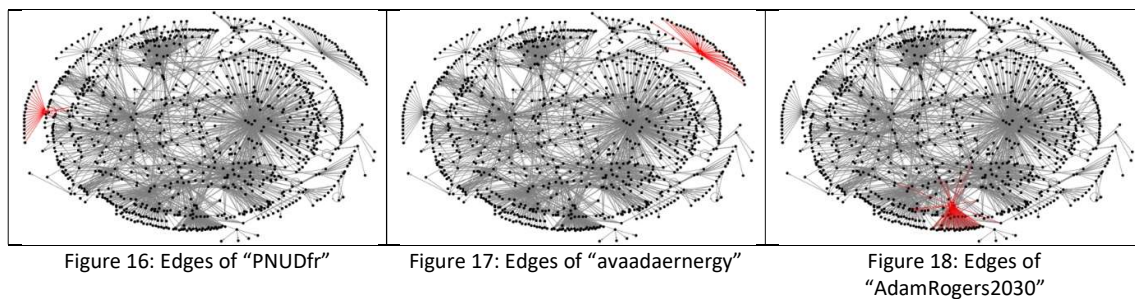 Figure 16: Edges of “PNUDfr”
Figure 17: Edges of “avaadaernergy”
Figure 18: Edges of
“AdamRogers2030”